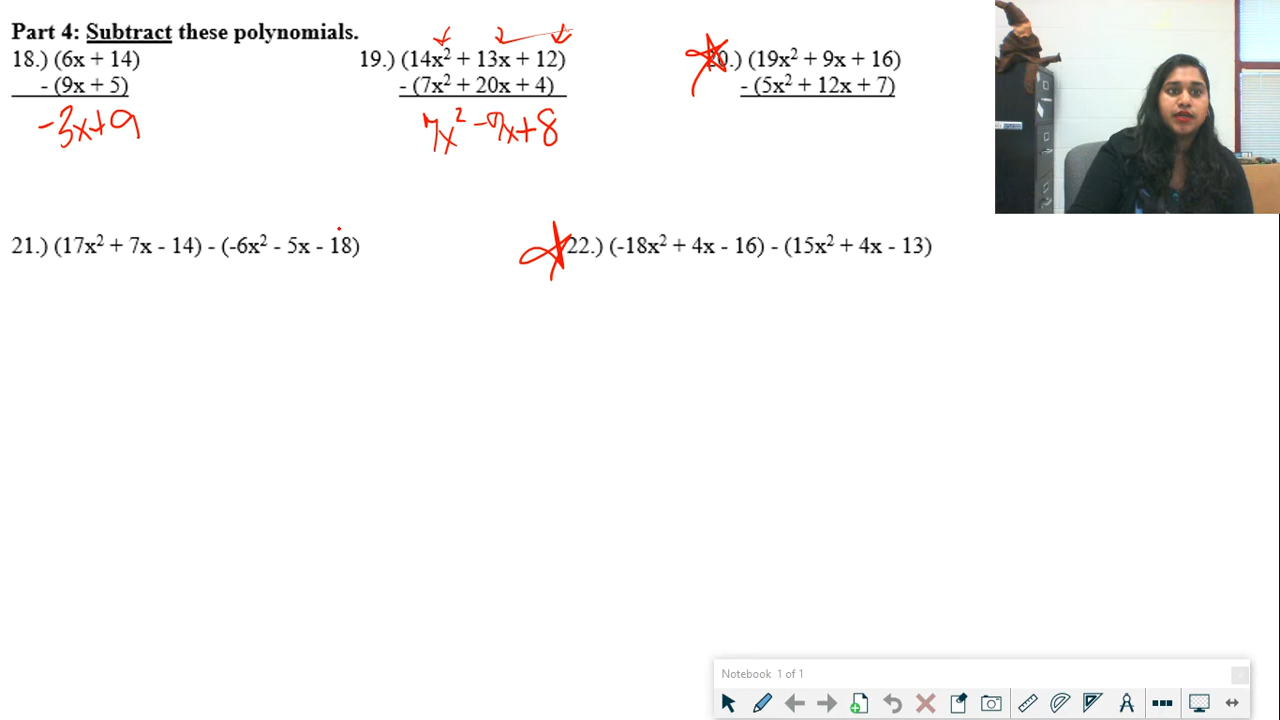 Part 4: Subtract these polynomials.
18.) (6x + 14)
- (9x + 5)
-3x+9
19.) (14x² + 13x + 12)
- (7x² + 20x + 4)
7x² -7x+8
20.) (19x² + 9x + 16)
- (5x² + 12x + 7)
21.) (17x² + 7x - 14) - (-6x² - 5x - 18)
22.) (-18x² + 4x - 16) - (15x² + 4x - 13)
Notebook 1 of 1